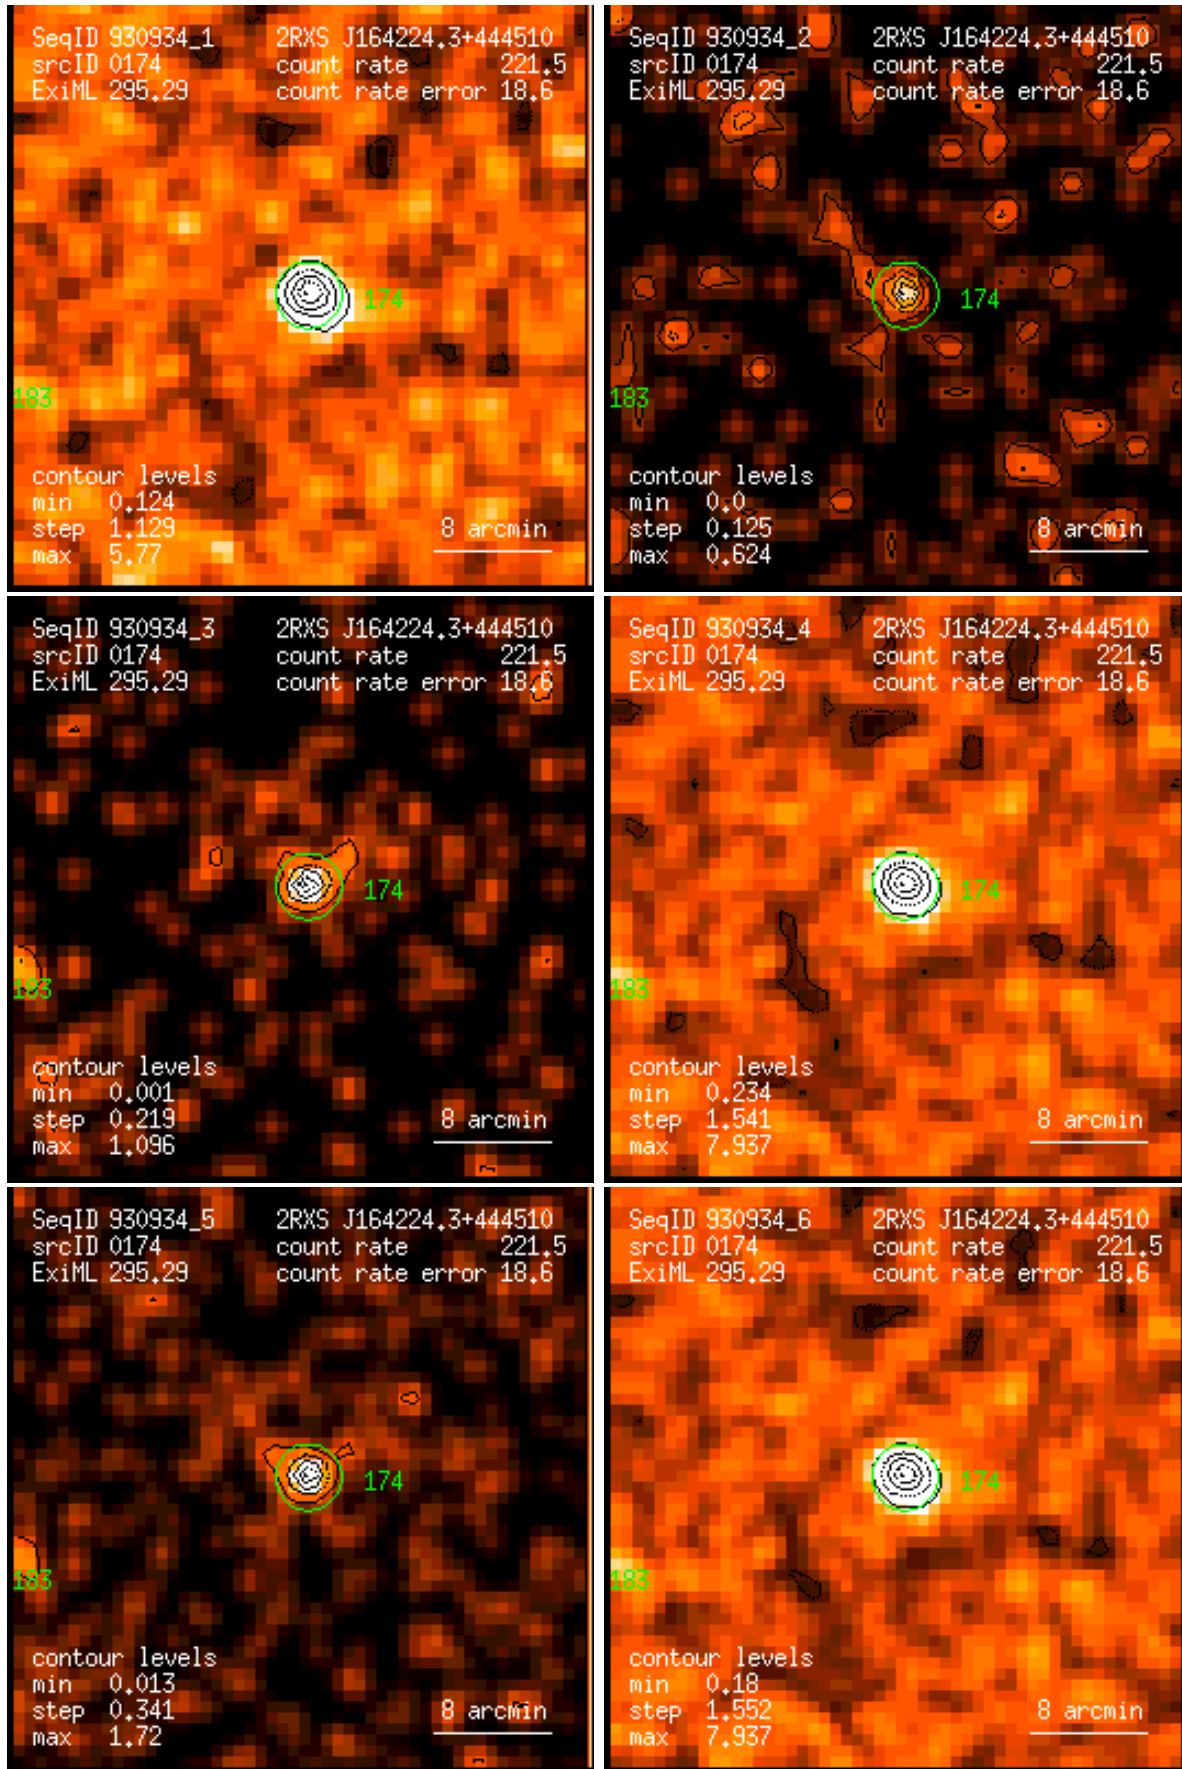 SeqID 930934_1 2RXS J164224.3+444510
srcID 0174 count rate 221.5
ExiML 295.29 count rate error 18.6
174
183
contour levels
min 0.124
step 1.129 8 arcmin
max 5.77
SeqID 930934_2 2RXS J164224.3+444510
srcID 0174 count rate 221.5
ExiML 295.29 count rate error 18.6
174
183
contour levels
min 0.0
step 0.125 8 arcmin
max 0.624
SeqID 930934_3 2RXS J164224.3+444510
srcID 0174 count rate 221.5
ExiML 295.29 count rate error 18.6
174
183
contour levels
min 0.001
step 0.219 8 arcmin
max 1.096
SeqID 930934_4 2RXS J164224.3+444510
srcID 0174 count rate 221.5
ExiML 295.29 count rate error 18.6
174
183
contour levels
min 0.234
step 1.541 8 arcmin
max 7.937
SeqID 930934_5 2RXS J164224.3+444510
srcID 0174 count rate 221.5
ExiML 295.29 count rate error 18.6
174
183
contour levels
min 0.013
step 0.341 8 arcmin
max 1.72
SeqID 930934_6 2RXS J164224.3+444510
srcID 0174 count rate 221.5
ExiML 295.29 count rate error 18.6
174
183
contour levels
min 0.18
step 1.552 8 arcmin
max 7.937